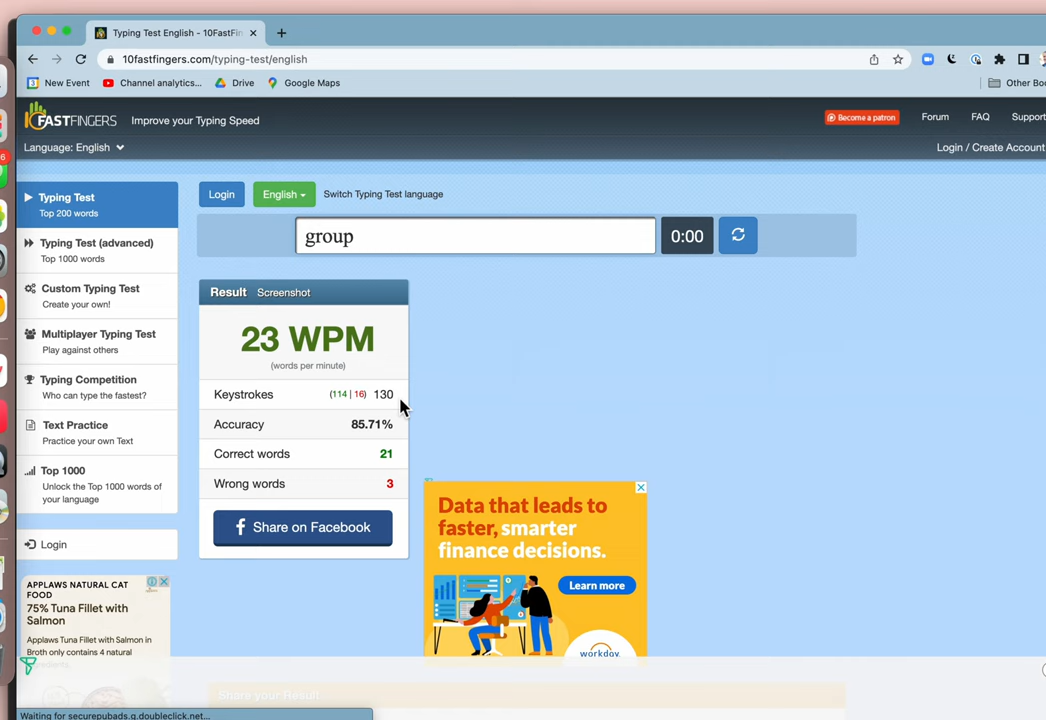 Typing Test English - 10FastFin
10fastfingers.com/typing-test/english
New Event
Channel analytics...
Drive
Google Maps
Other Boo
10 FASTFINGERS
Improve your Typing Speed
Become a patron
Forum
FAQ
Support
Language: English
Login / Create Account
Typing Test
Top 200 words
Login
English
Switch Typing Test language
group
0:00
Typing Test (advanced)
Top 1000 words
Custom Typing Test
Create your own!
Multiplayer Typing Test
Play against others
Typing Competition
Who can type the fastest?
Text Practice
Practice your own Text
Top 1000
Unlock the Top 1000 words of
your language
Login
Result Screenshot
23 WPM
(words per minute)
Keystrokes (114 | 16) 130
Accuracy 85.71%
Correct words 21
Wrong words 3
Share on Facebook
Data that leads to
faster, smarter
finance decisions.
Learn more
workday
APPLAWS NATURAL CAT
FOOD
75% Tuna Fillet with
Salmon
Applaws Tuna Fillet with Salmon in
Broth only contains 4 natural
ingredients
Share your Result
Waiting for securepubads.g.doubleclick.net...